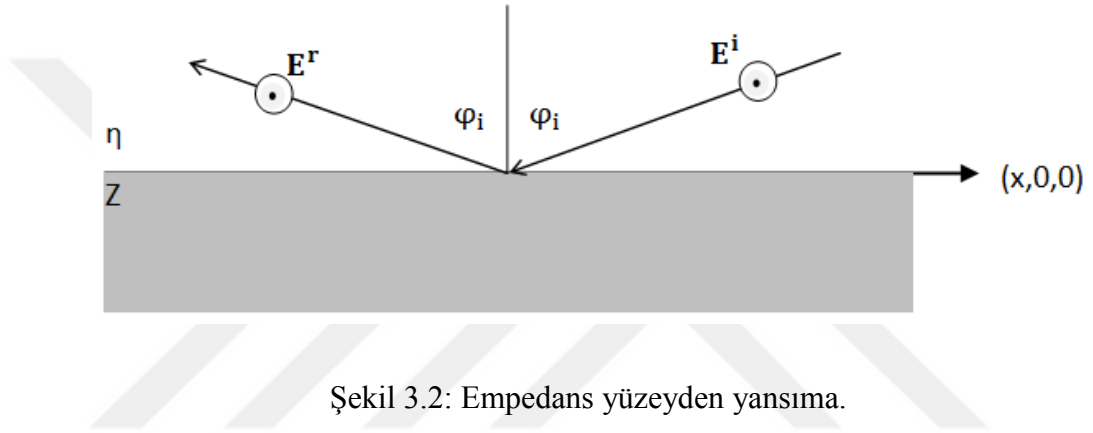 E^r
E^i
φ_i φ_i
η
Z
(x,0,0)
Şekil 3.2: Empedans yüzeyden yansıma.